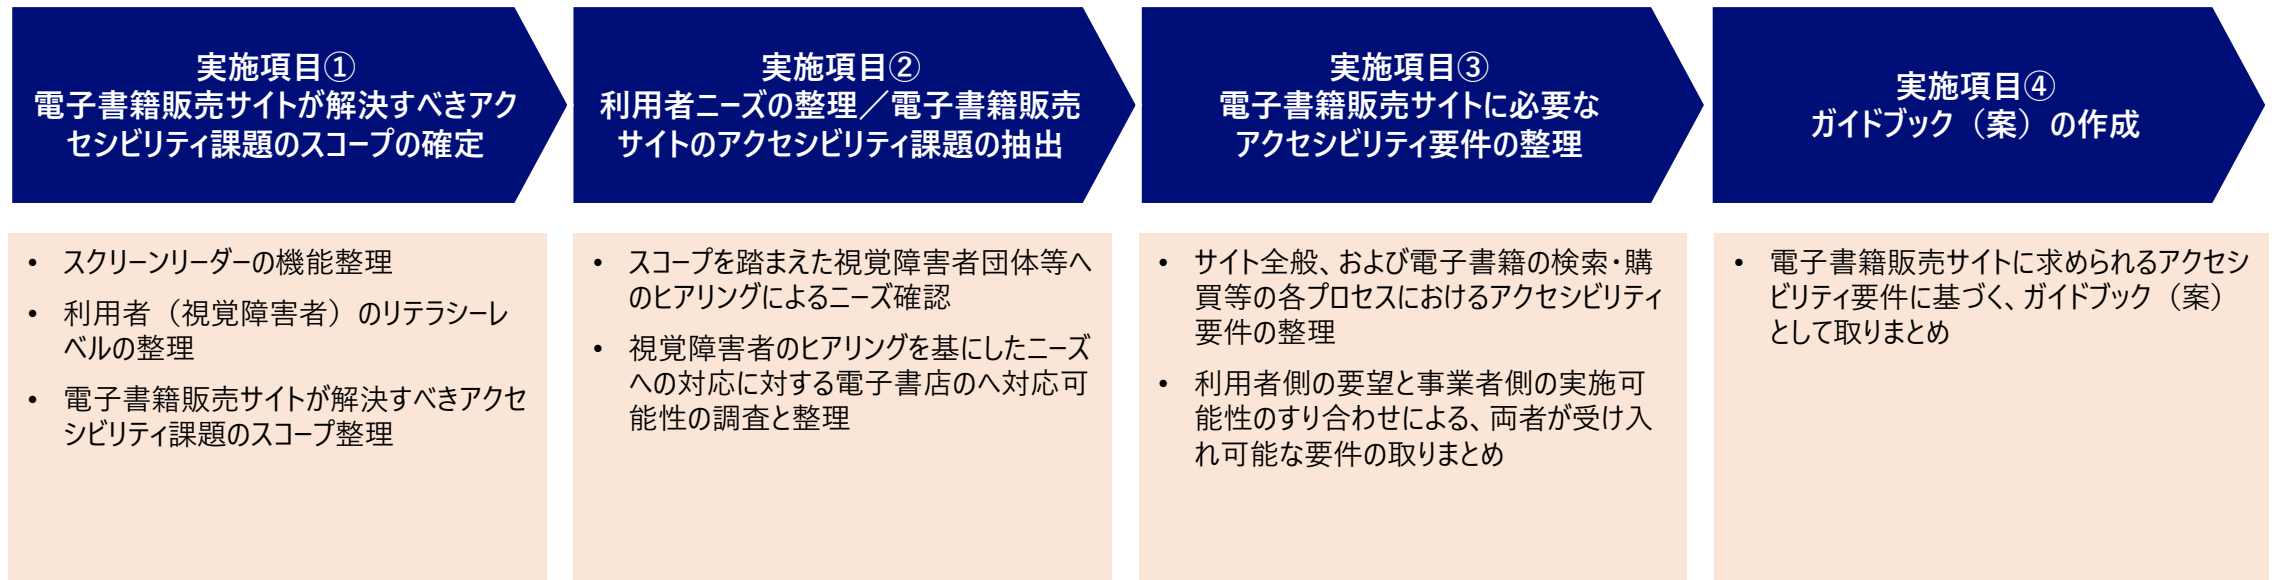 実施項目①
電子書籍販売サイトが解決すべきアク
セシビリティ課題のスコープの確定
実施項目②
利用者ニーズの整理／電子書籍販売
サイトのアクセシビリティ課題の抽出
実施項目③
電子書籍販売サイトに必要な
アクセシビリティ要件の整理
実施項目④
ガイドブック（案）の作成
• スクリーンリーダーの機能整理
• 利用者（視覚障害者）のリテラシーレ
ベルの整理
• 電子書籍販売サイトが解決すべきアクセ
シビリティ課題のスコープ整理
• スコープを踏まえた視覚障害者団体等へ
のヒアリングによるニーズ確認
• 視覚障害者のヒアリングを基にしたニーズ
への対応に対する電子書店のへ対応可
能性の調査と整理
• サイト全般、および電子書籍の検索・購
買等の各プロセスにおけるアクセシビリティ
要件の整理
• 利用者側の要望と事業者側の実施可
能性のすり合わせによる、両者が受け入
れ可能な要件の取りまとめ
• 電子書籍販売サイトに求められるアクセシ
ビリティ要件に基づく、ガイドブック（案）
として取りまとめ